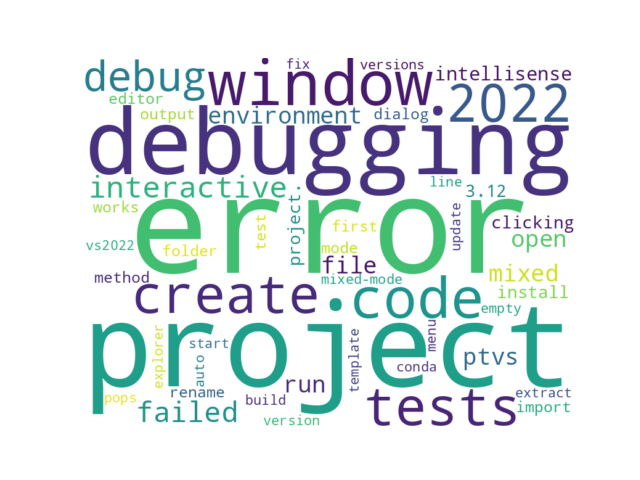 fix
versions
debug
window
intellisense
editor
2022
output
environment
dialog
debugging
interactive
line
3.12
works
error
project.
test
first
update
clicking
vs2022
folder
mode
open
method
file
mixed-mode
mixed
create
code
install
empty
project
explorer
start
auto
template
menu
ptvs
conda
pops
rename
run
tests
extract
build
failed
version
import